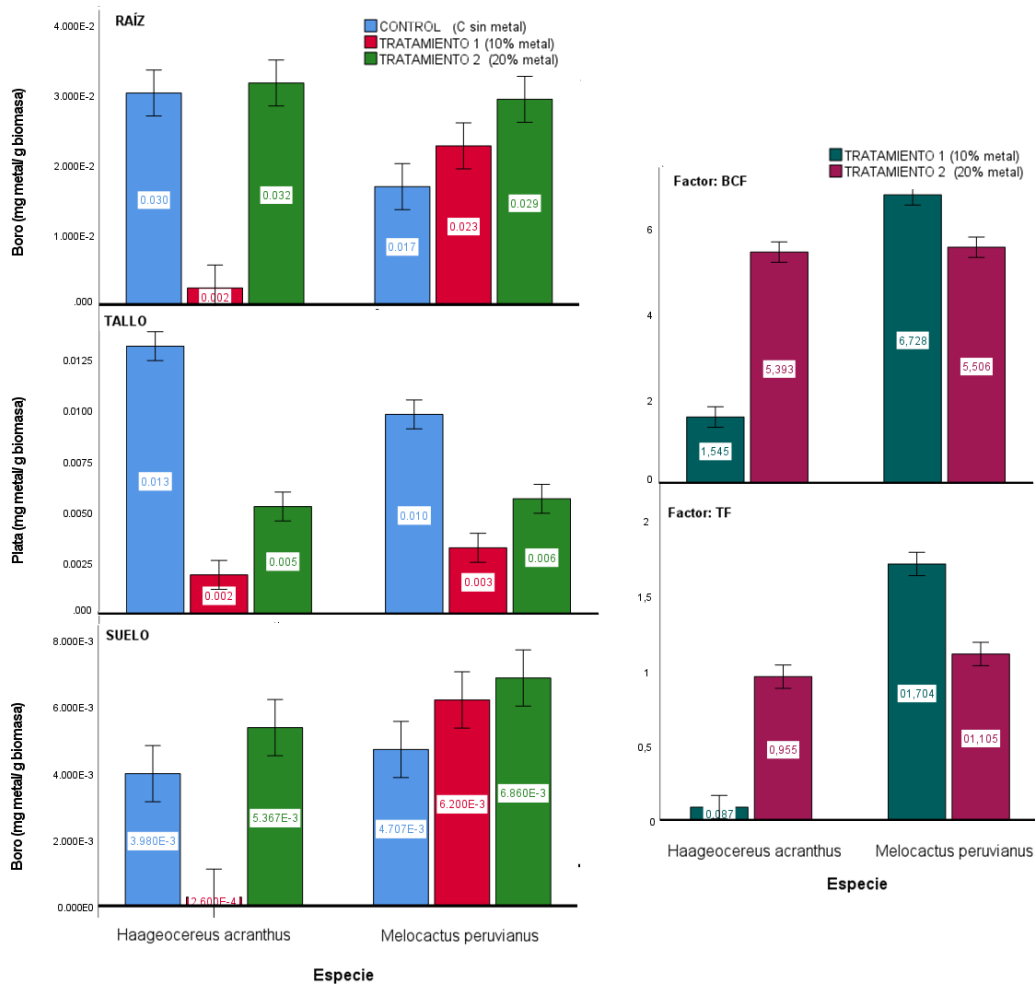 RAÍZ
CONTROL (C sin metal)
TRATAMIENTO 1 (10% metal)
TRATAMIENTO 2 (20% metal)
Boro (mg metal/ g biomasa)
4.000E-2
3.000E-2
2.000E-2
1.000E-2
.000
0.030
0.002
0.032
0.017
0.023
0.029
TALLO
Plata (mg metal/ g biomasa)
0.0125
0.0100
0.0075
0.0050
0.0025
.000
0.013
0.002
0.005
0.010
0.003
0.006
SUELO
Boro (mg metal/ g biomasa)
8.000E-3
6.000E-3
4.000E-3
2.000E-3
0.000E0
3.980E-3
2.600E-4
5.367E-3
4.707E-3
6.200E-3
6.860E-3
Haageocereus acranthus
Melocactus peruvianus
Especie
TRATAMIENTO 1 (10% metal)
TRATAMIENTO 2 (20% metal)
Factor: BCF
6
4
2
0
1,545
5,393
6,728
5,506
Factor: TF
2
1,5
1
0,5
0
0,087
0,955
01,704
01,105
Haageocereus acranthus
Melocactus peruvianus
Especie